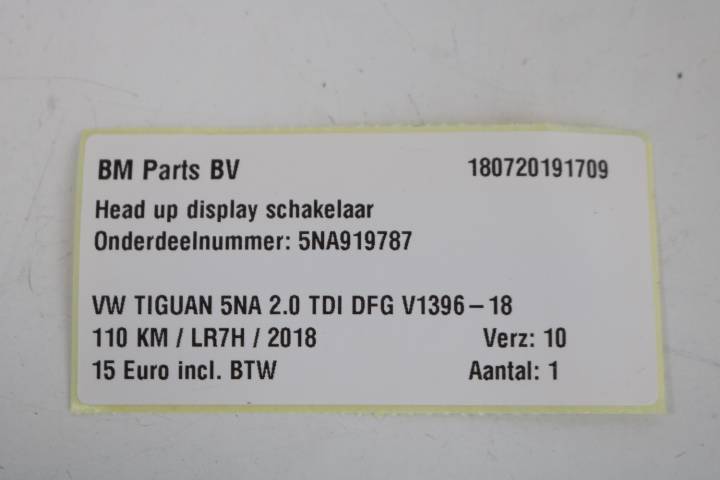 BM Parts BV 180720191709
Head up display schakelaar
Onderdeelnummer: 5NA919787
VW TIGUAN 5NA 2.0 TDI DFG V1396-18
110 KM / LR7H / 2018 Verz: 10
15 Euro incl. BTW Aantal: 1